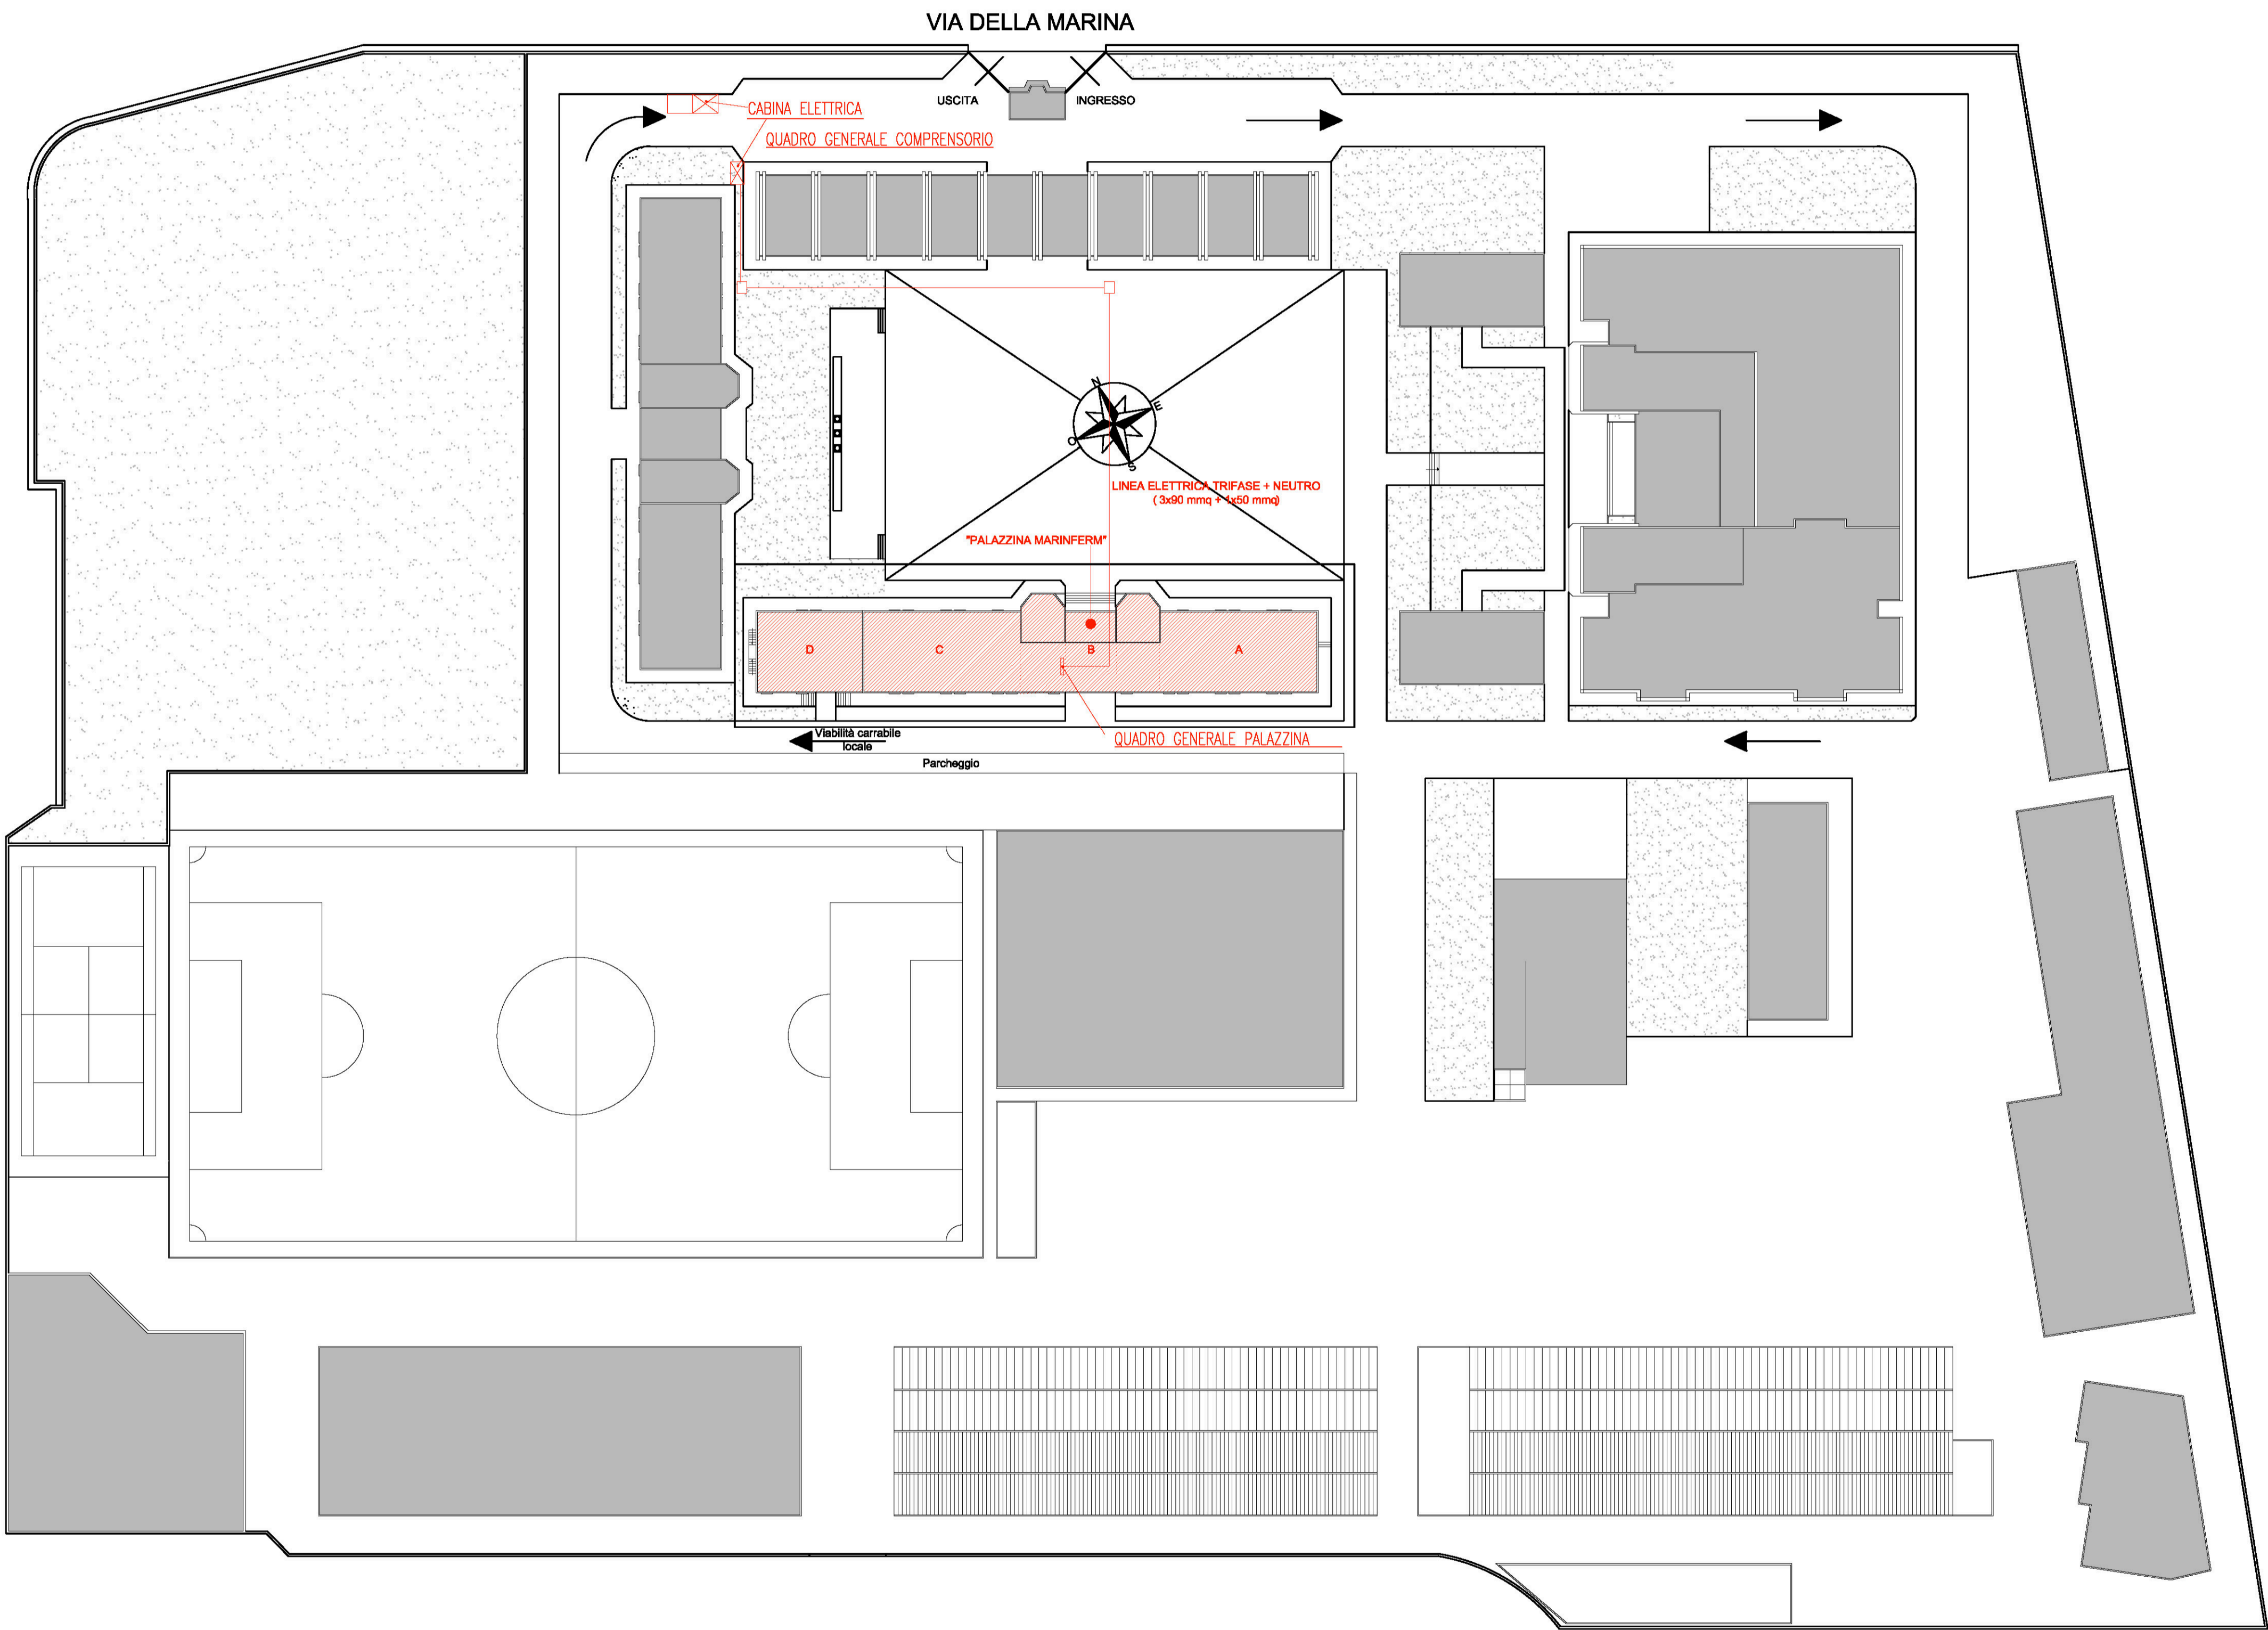 VIA DELLA MARINA
USCITA
INGRESSO
CABINA ELETTRICA
QUADRO GENERALE COMPRENSORIO
N
E
O
S
LINEA ELETTRICA TRIFASE + NEUTRO
( 3x90 mmq + 1x50 mmq)
"PALAZZINA MARINFERM"
D
C
B
A
Viabilità carrabile
locale
QUADRO GENERALE PALAZZINA
Parcheggio